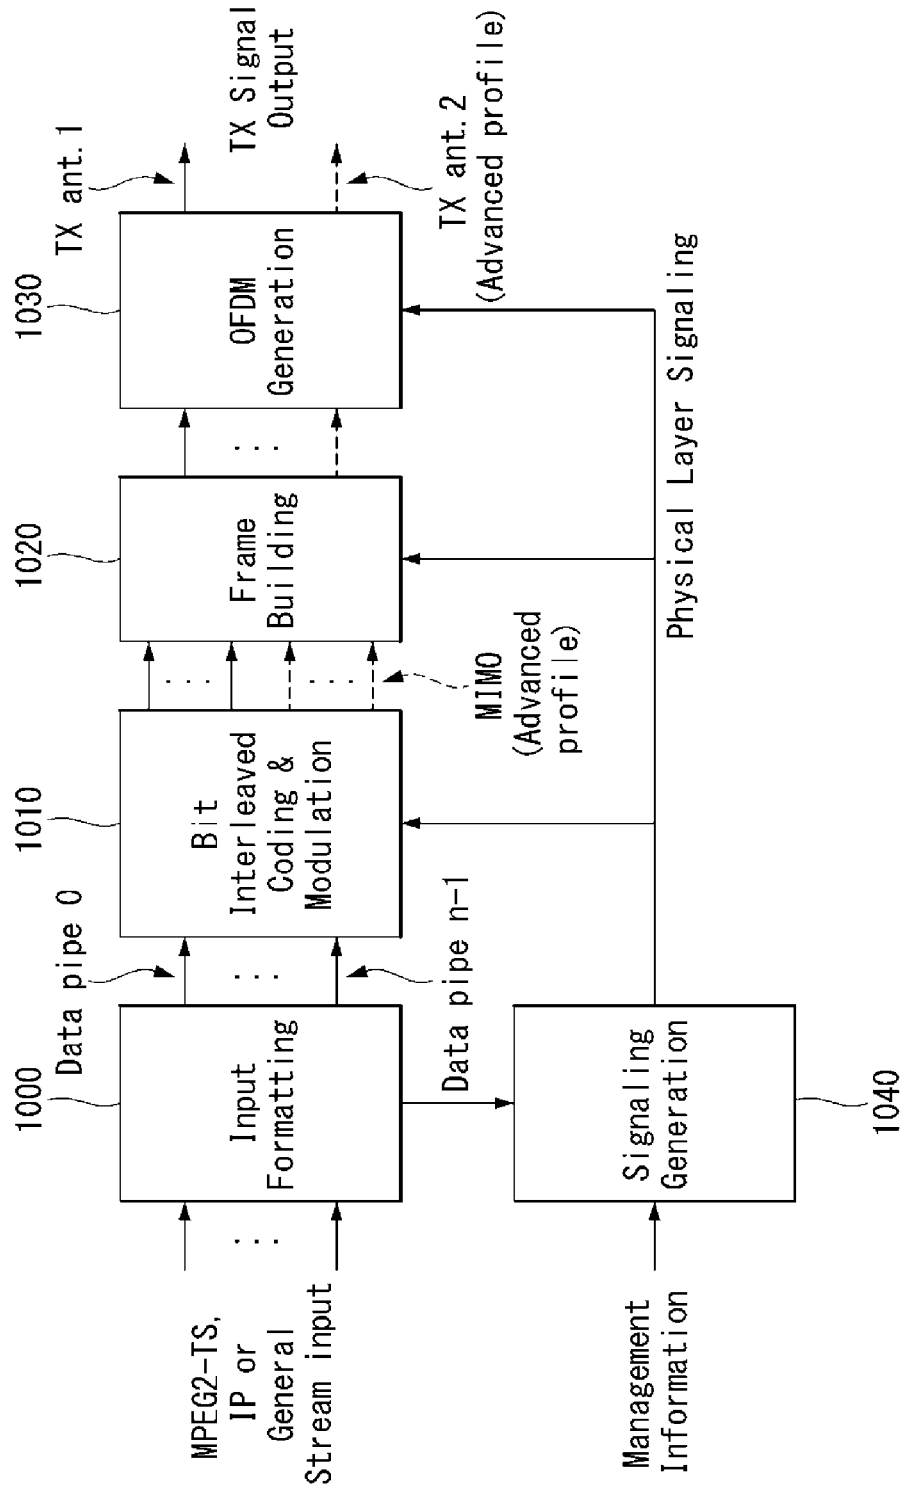 1000
1010
1020
1030
Data pipe 0
TX ant.1
MPEG2-TS,
IP or
General
Stream input
. . .
Input
Formatting
. . .
Bit
Interleaved
Coding &
Modulation
. . .
. . .
Frame
Building
. . .
OFDM
Generation
TX Signal
Output
Data pipe n-1
MIMO
(Advanced
profile)
TX ant.2
(Advanced profile)
Management
Information
Signaling
Generation
Physical Layer Signaling
1040